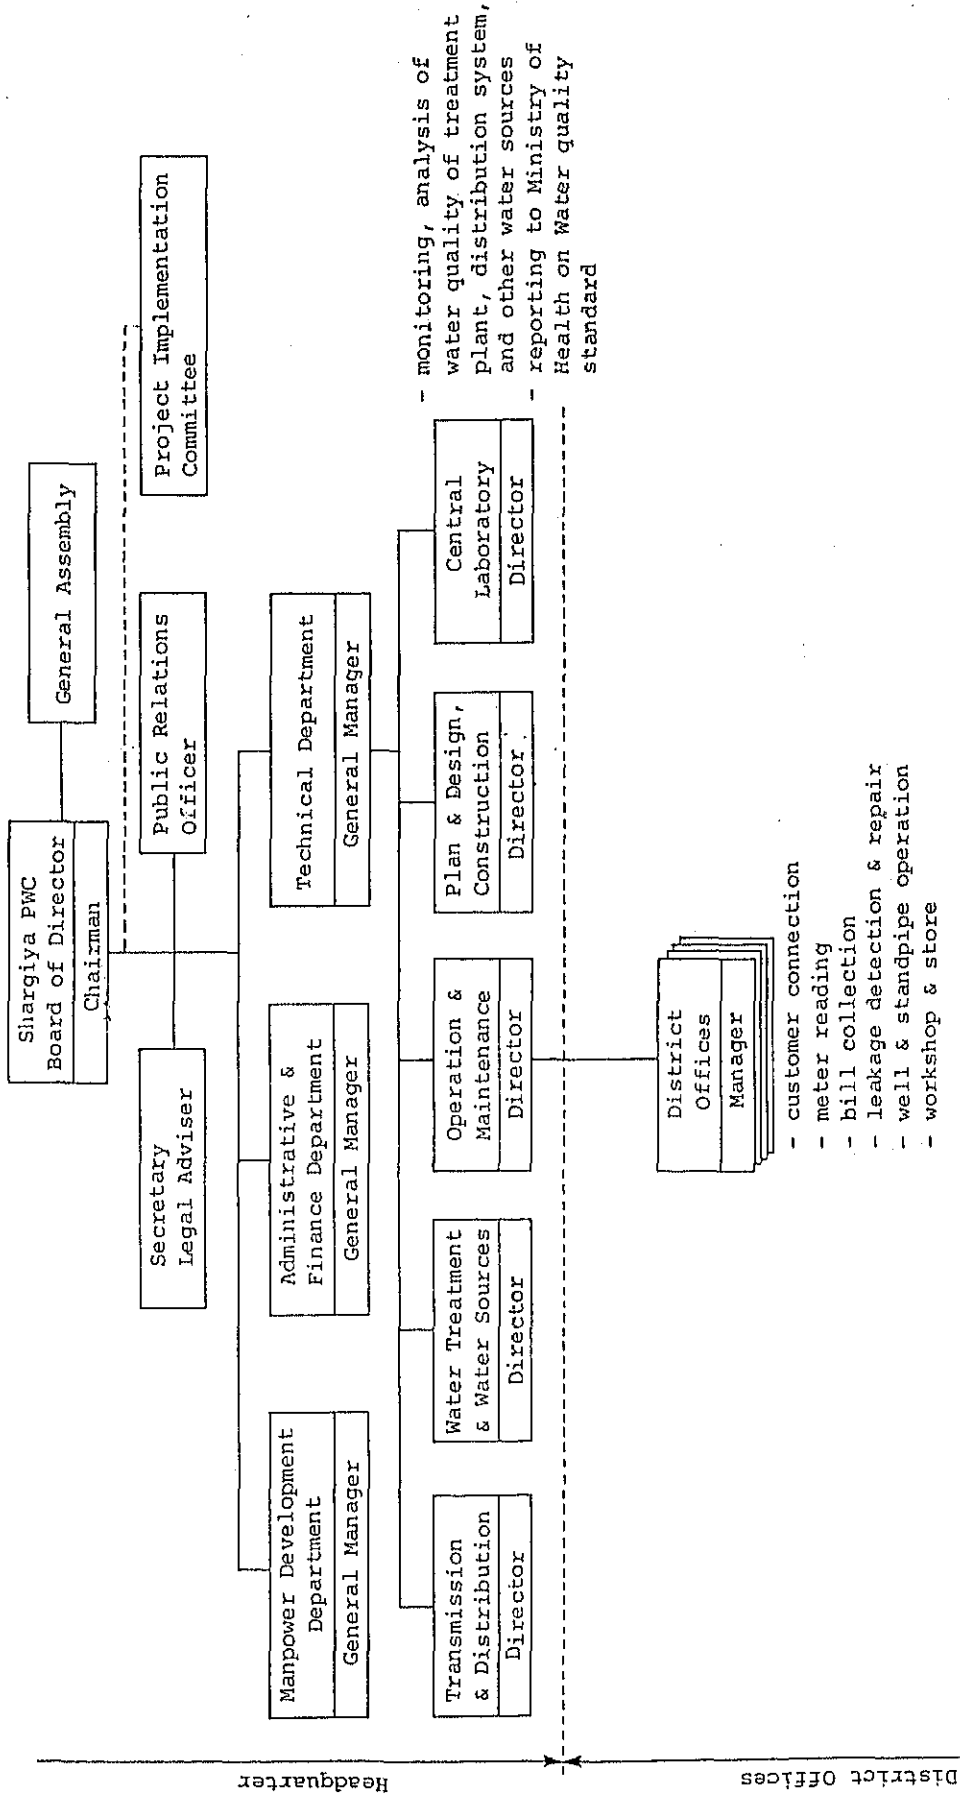 Shargiya PWC
Board of Director
Chairman
General Assembly
Secretary
Legal Adviser
Public Relations
Officer
Project Implementation
Committee
Manpower Development
Department
General Manager
Administrative &
Finance Department
General Manager
Technical Department
General Manager
Transmission
& Distribution
Director
Water Treatment
& Water Sources
Director
Operation &
Maintenance
Director
Plan & Design,
Construction
Director
Central
Laboratory
Director
- monitoring, analysis of
water quality of treatment
plant, distribution system,
and other water sources
- reporting to Ministry of
Health on Water quality
standard
District
Offices
Manager
- customer connection
- meter reading
- bill collection
- leakage detection & repair
- well & standpipe operation
- workshop & store
Headquarter
District Offices